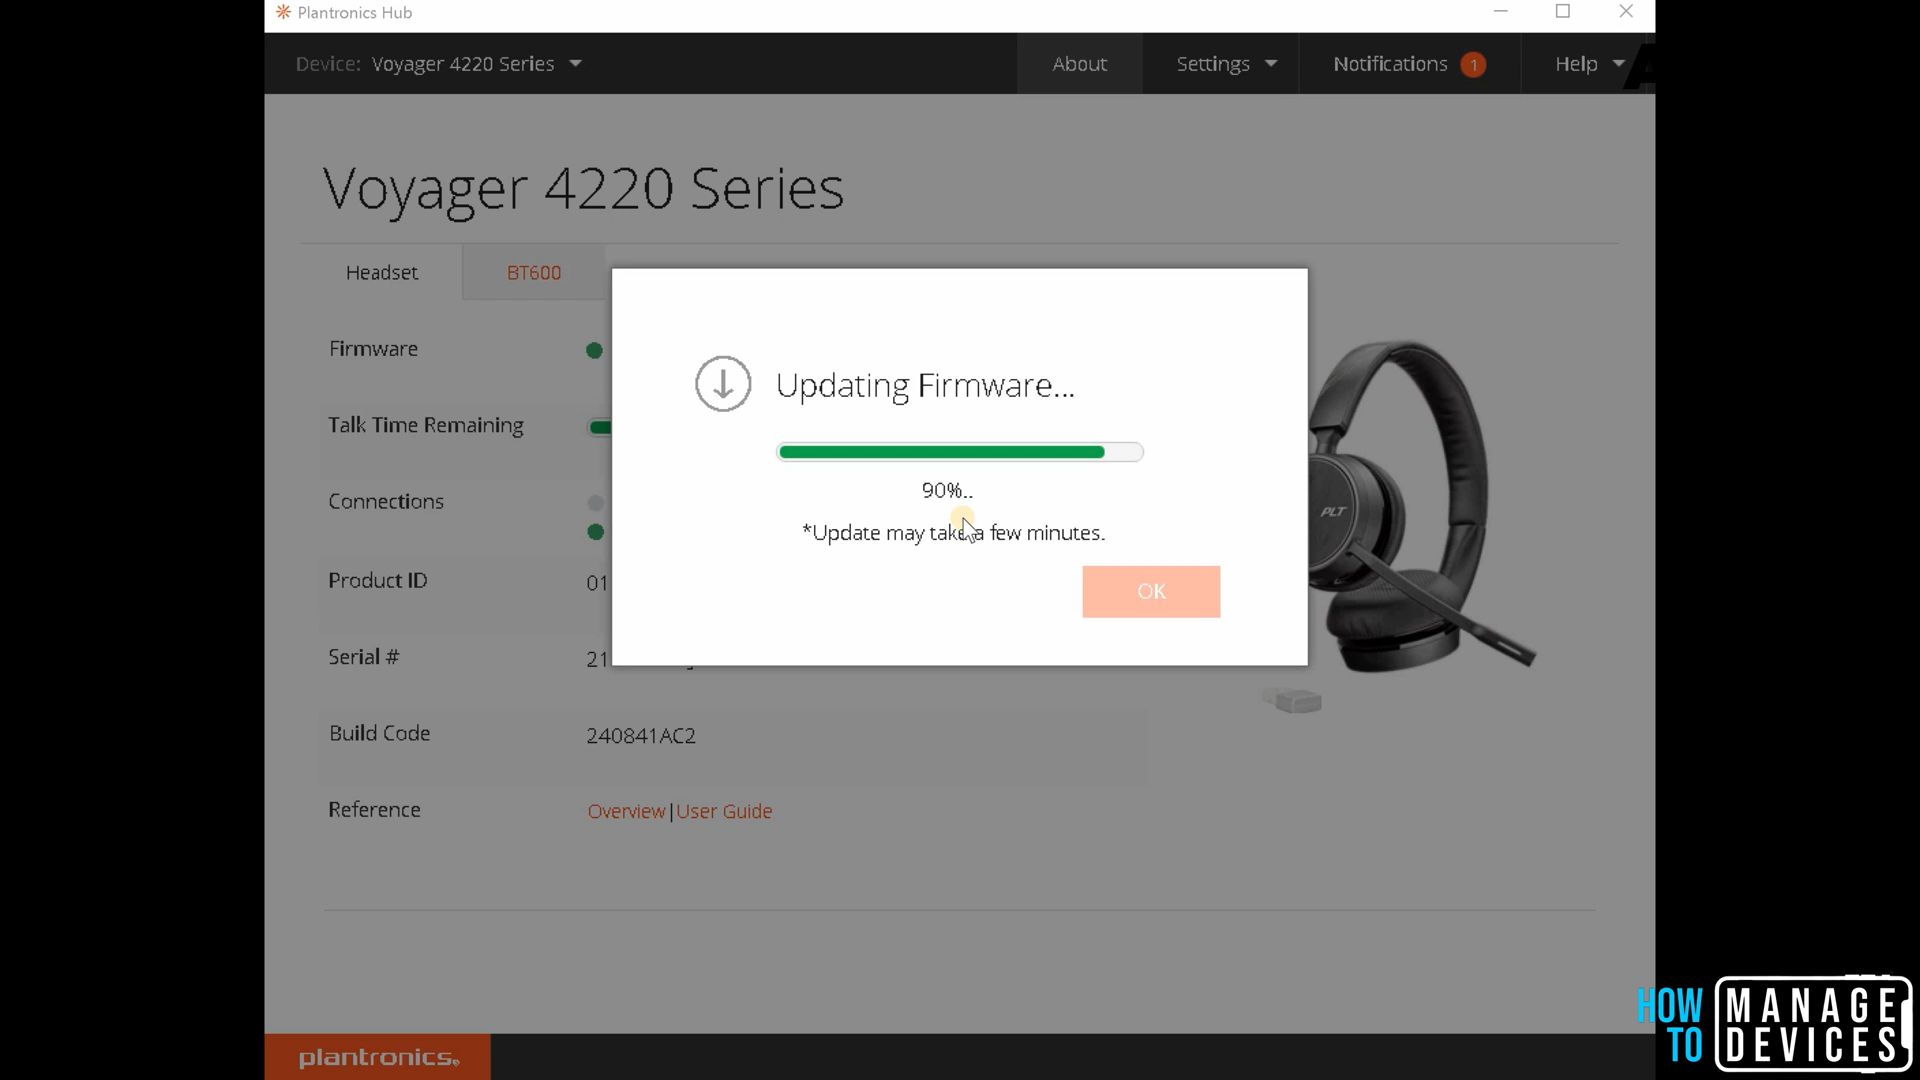 Plantronics Hub
Device: Voyager 4220 Series
About
Settings
Notifications 1
Help
Voyager 4220 Series
Headset
BT600
Firmware
Talk Time Remaining
Connections
Product ID
01
Serial #
21
Build Code
240841AC2
Reference
Overview|User Guide
Updating Firmware...
90%..
*Update may take a few minutes.
OK
PLT
plantronics.
HOW TO
MANAGE DEVICES